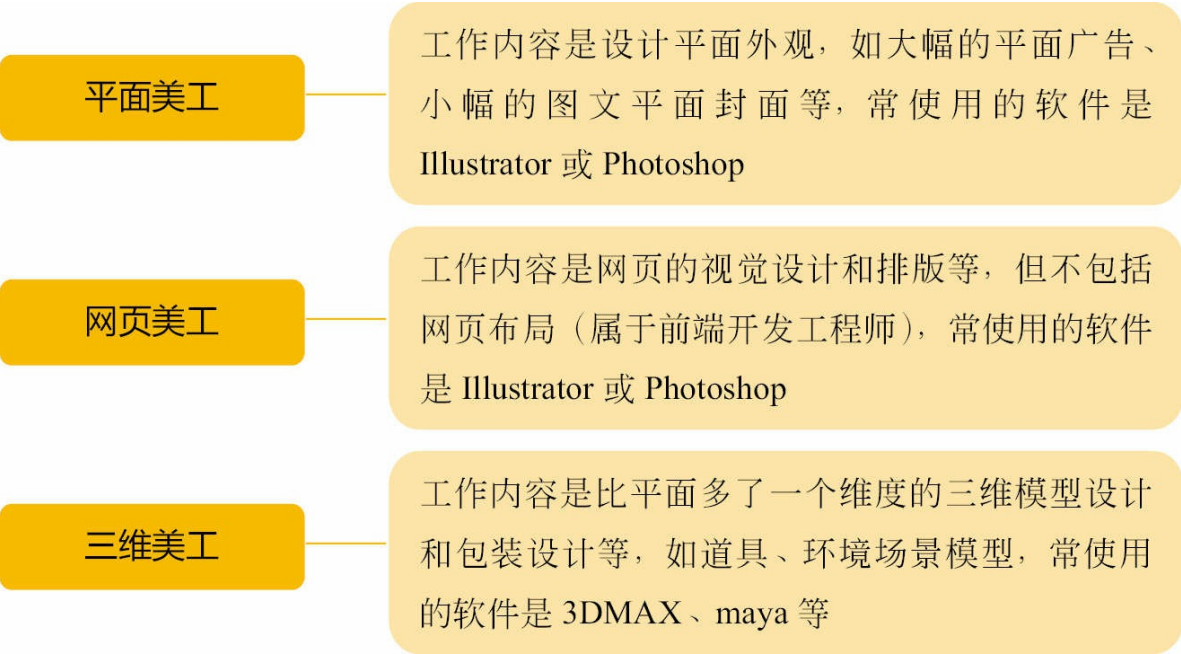 平面美工
工作内容是设计平面外观，如大幅的平面广告、
小幅的图文平面封面等，常使用的软件是
Illustrator 或 Photoshop
网页美工
工作内容是网页的视觉设计和排版等，但不包括
网页布局（属于前端开发工程师），常使用的软件
是 Illustrator 或 Photoshop
三维美工
工作内容是比平面多了一个维度的三维模型设计
和包装设计等，如道具、环境场景模型，常使用
的软件是 3DMAX、maya 等